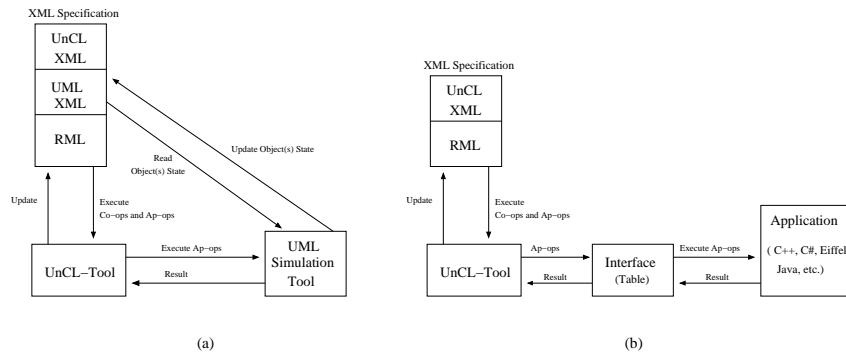 XML Specification
UnCL
XML
UML
XML
RML
Update Object(s) State
Read
Object(s) State
Update
Execute
Co−ops and Ap−ops
UnCL−Tool
Execute Ap−ops
Result
UML
Simulation
Tool
(a)
XML Specification
UnCL
XML
RML
Update
Execute
Co−ops and Ap−ops
UnCL−Tool
Ap−ops
Result
Interface
(Table)
Execute Ap−ops
Result
Application
( C++, C#, Eiffel
Java, etc.)
(b)